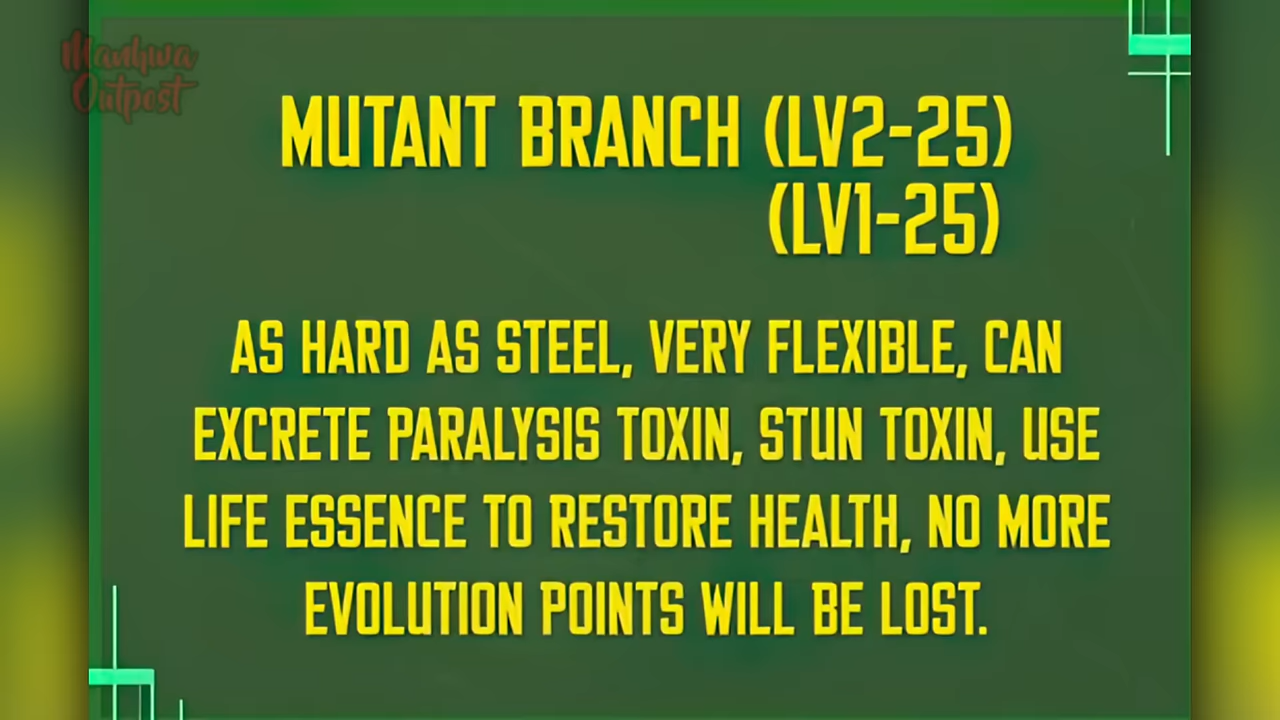 Manhwa
Outpost
MUTANT BRANCH (LV2-25)
(LV1-25)
AS HARD AS STEEL, VERY FLEXIBLE, CAN
EXCRETE PARALYSIS TOXIN, STUN TOXIN, USE
LIFE ESSENCE TO RESTORE HEALTH, NO MORE
EVOLUTION POINTS WILL BE LOST.